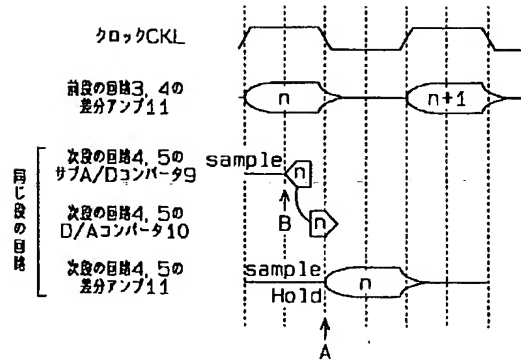 クロックCKL
前段の回路3, 4の
差分アンプ11
n
n+1
同じ段の回路
次段の回路4, 5の
サブA/Dコンバータ9
sample
n
B
次段の回路4, 5の
D/Aコンバータ10
n
次段の回路4, 5の
差分アンプ11
sample
Hold
n
A